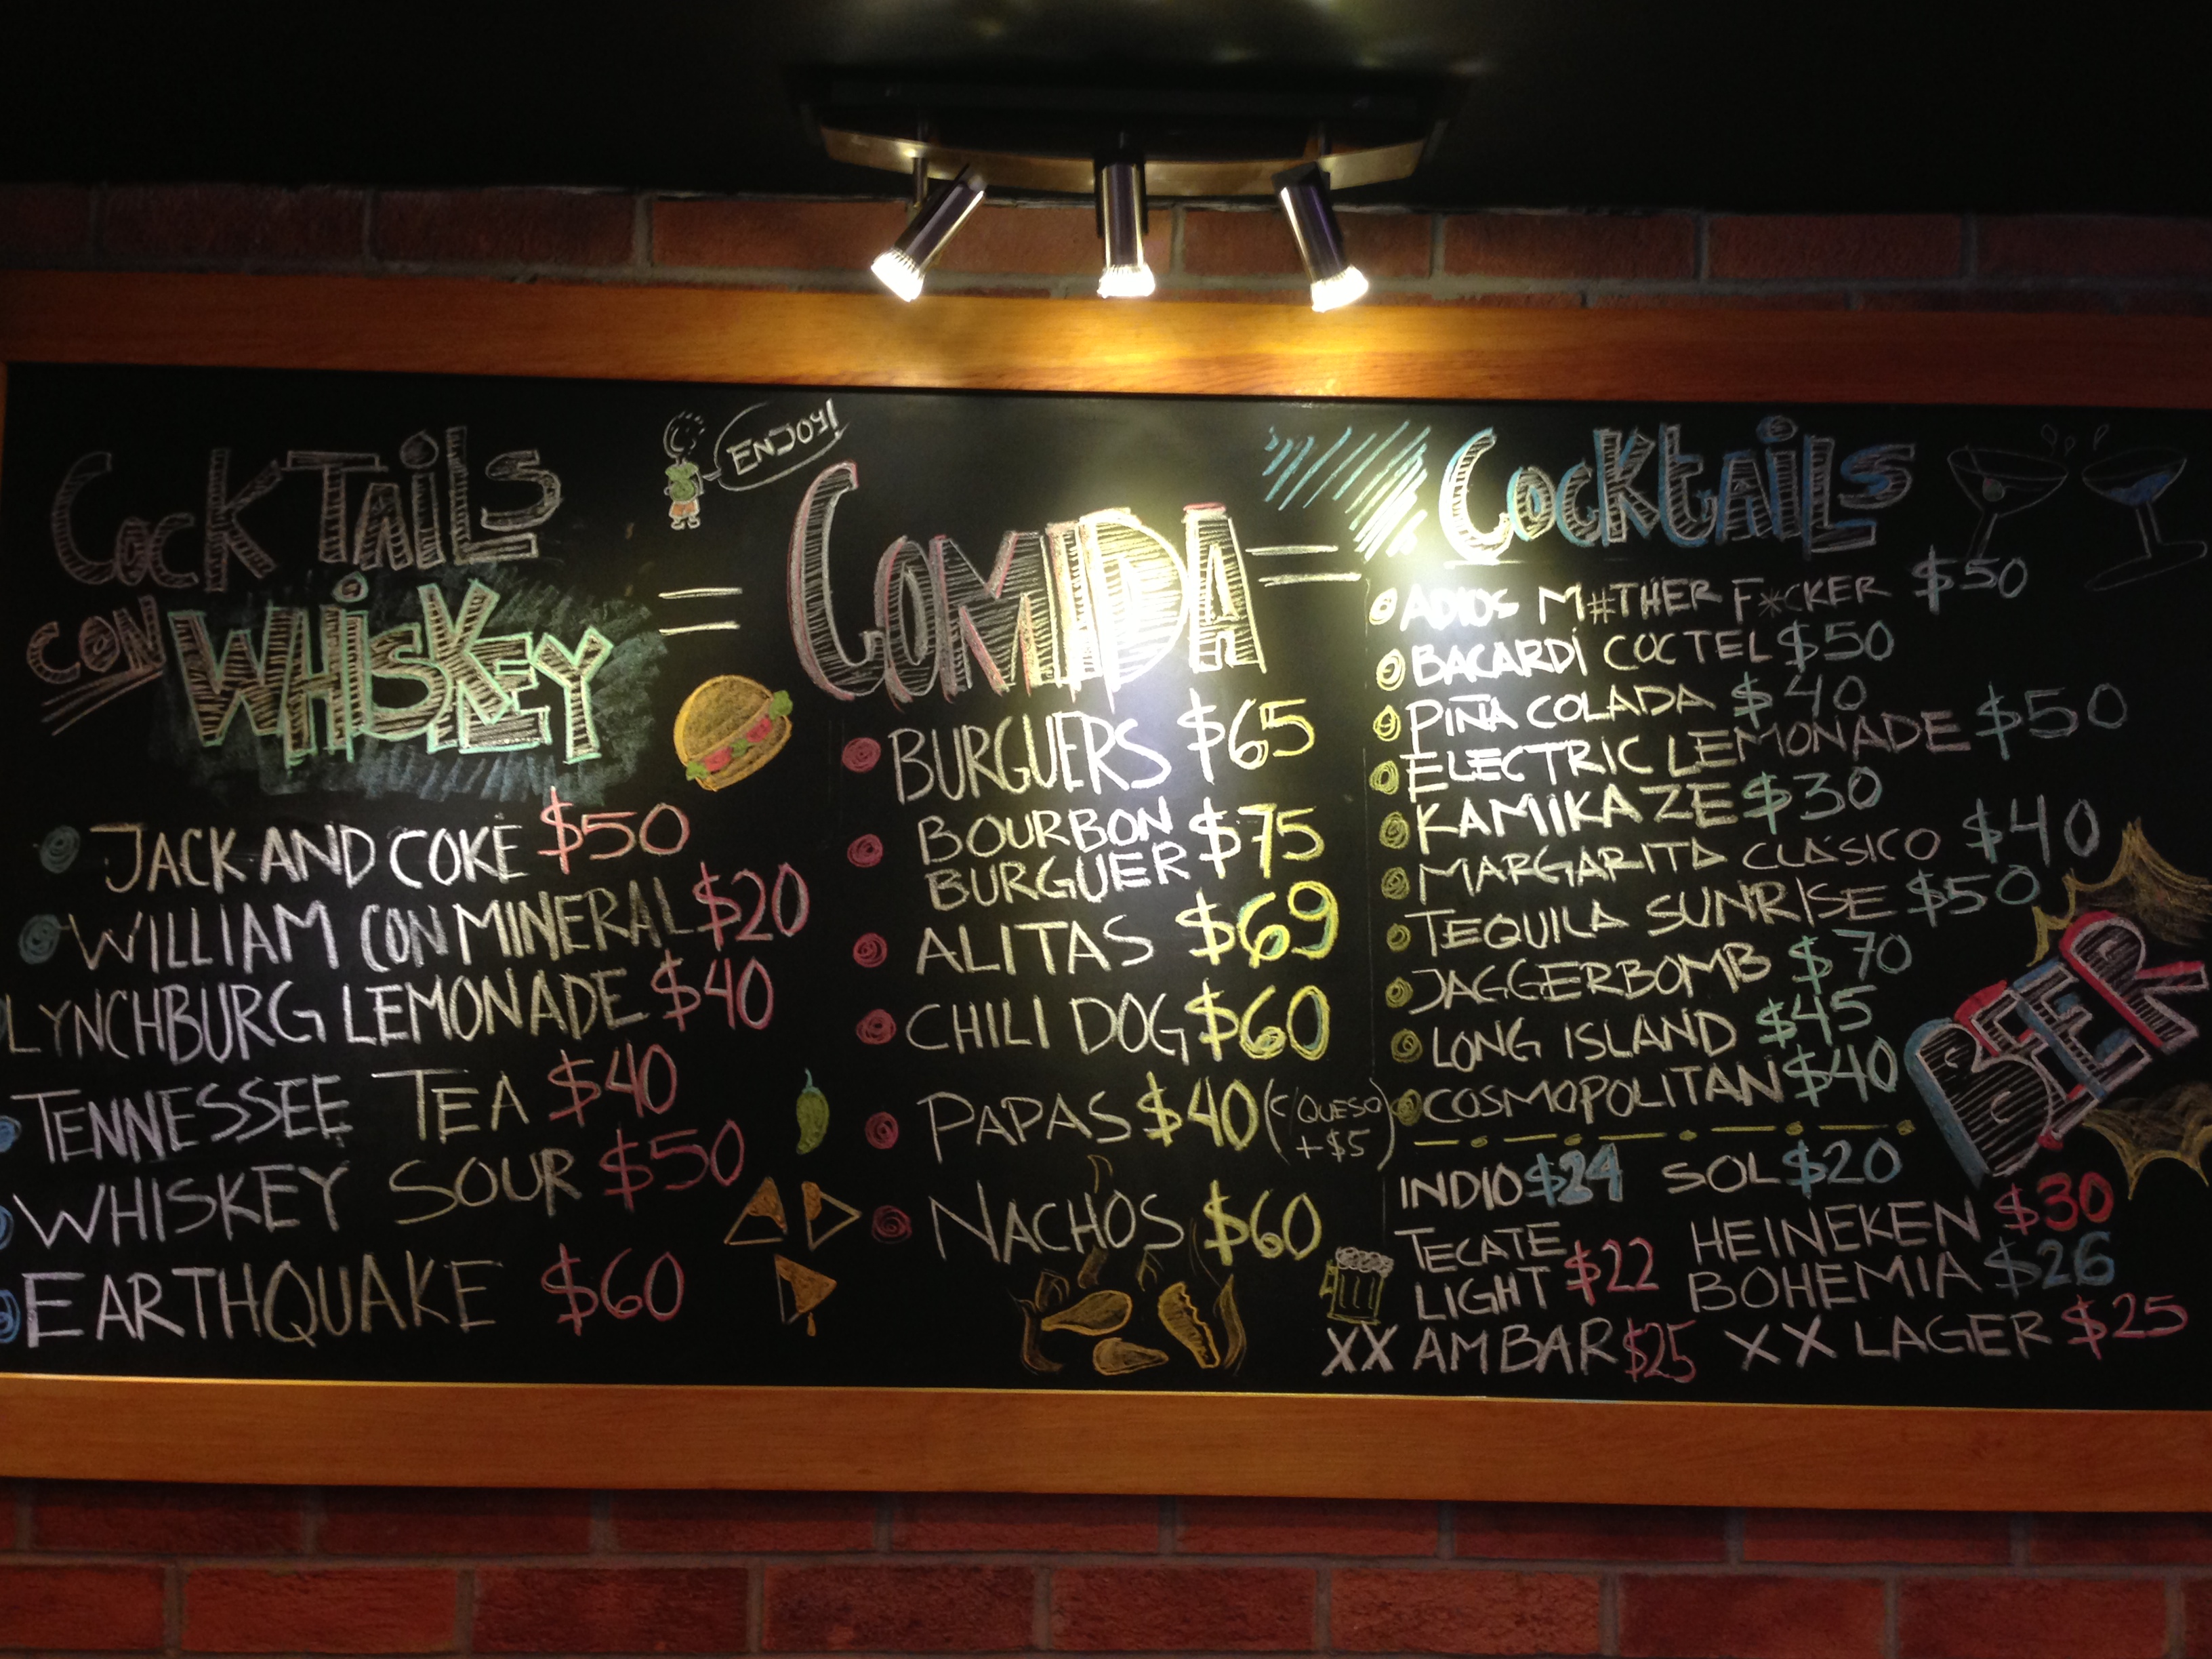 COCKTAILS
CON WHISKEY
JACK AND COKE $50
WILLIAM CON MINERAL $20
LYNCHBURG LEMONADE $40
TENNESSEE TEA $40
WHISKEY SOUR $50
EARTHQUAKE $60
ENJOY!
= COMIDA =
BURGUERS $65
BOURBON
BURGUER $75
ALITAS $69
CHILI DOG $60
PAPAS $40 (C/QUESO
+$5)
NACHOS $60
COCKTAILS
ADIOS M#THER F*CKER $50
BACARDÍ COCTEL $50
PIÑA COLADA $40
ELECTRIC LEMONADE $50
KAMIKAZE $30
MARGARITA CLASICO $40
TEQUILA SUNRISE $50
JAGGERBOMB $70
LONG ISLAND $45
COSMOPOLITAN $40
BEER
INDIO $24 SOL $20
TECATE
LIGHT $22
HEINEKEN $30
BOHEMIA $26
XX AMBAR $25 XX LAGER $25